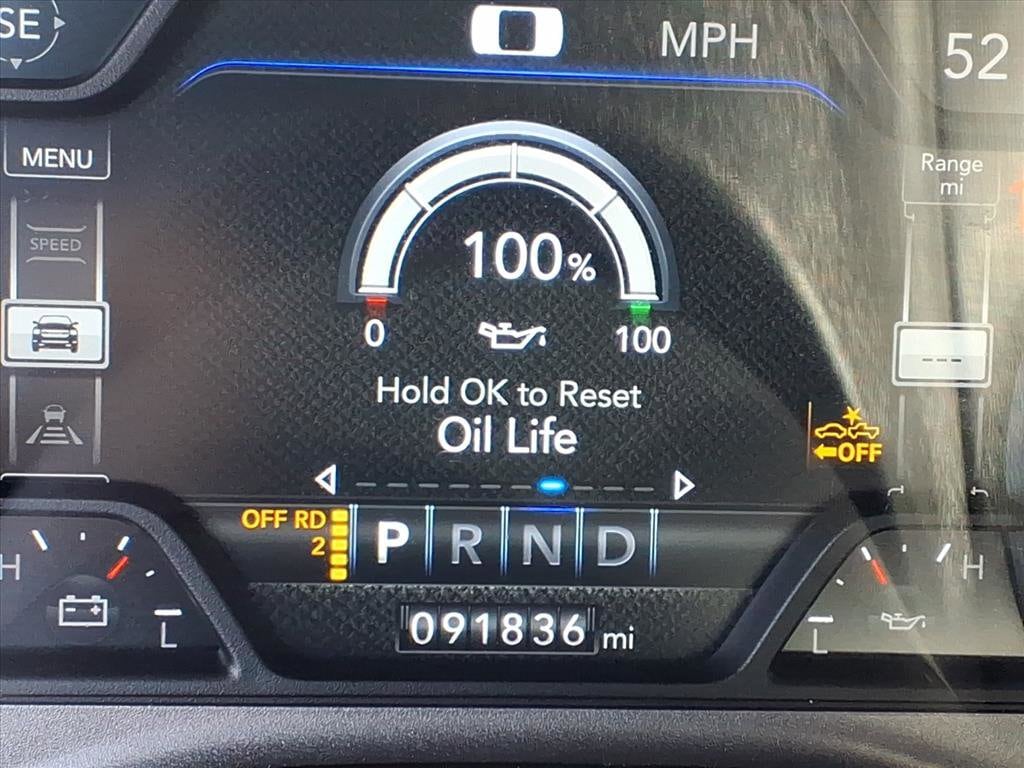 SE
MPH
52
MENU
Range
mi
SPEED
100%
0
100
---
Hold OK to Reset
Oil Life
OFF
OFF RD
2
P R N D
H
L
H
L
091836 mi